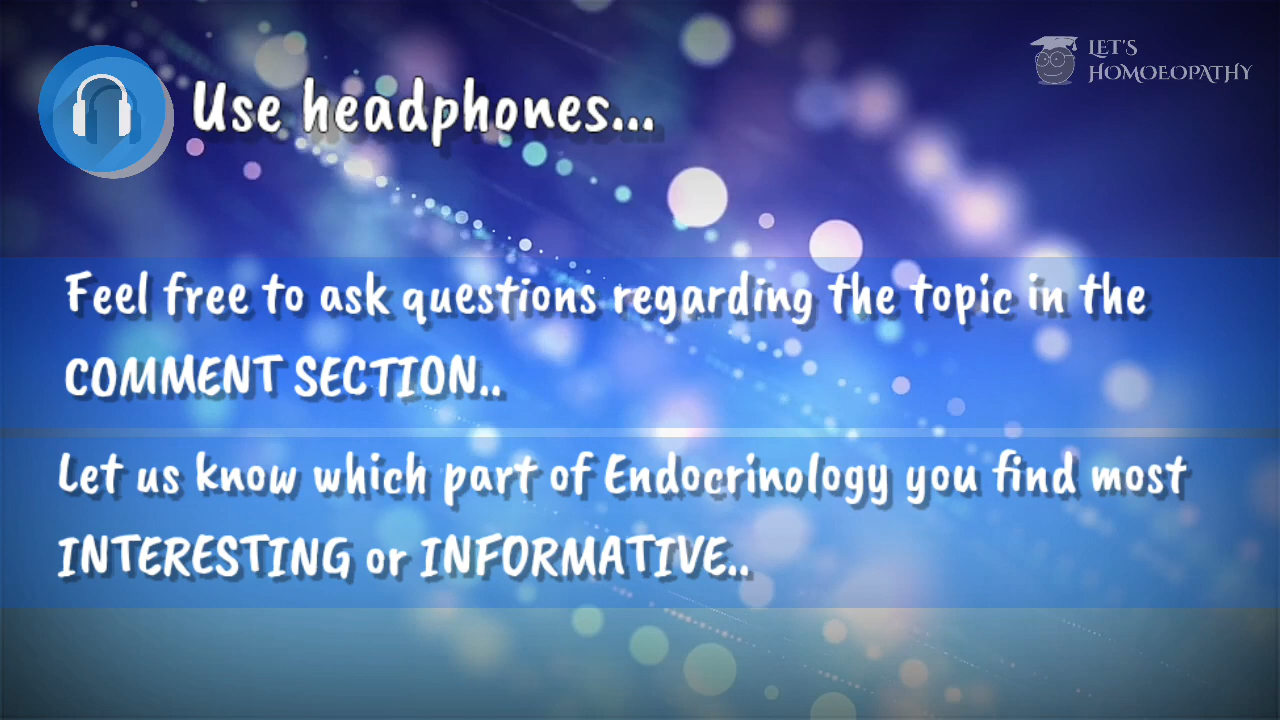 LET'S
HOMOEOPATHY
Use headphones...
Feel free to ask questions regarding the topic in the
COMMENT SECTION..
Let us know which part of Endocrinology you find most
INTERESTING or INFORMATIVE..